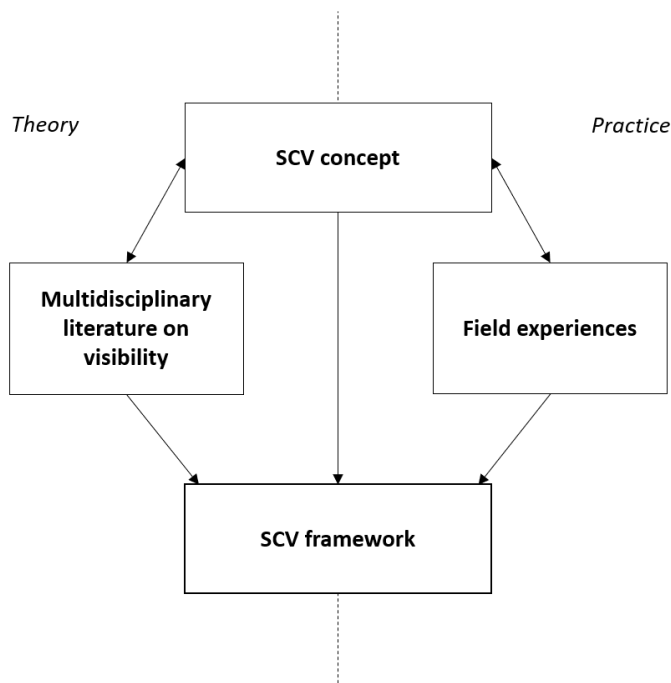 Theory
Practice
SCV concept
Multidisciplinary
literature on
visibility
Field experiences
SCV framework